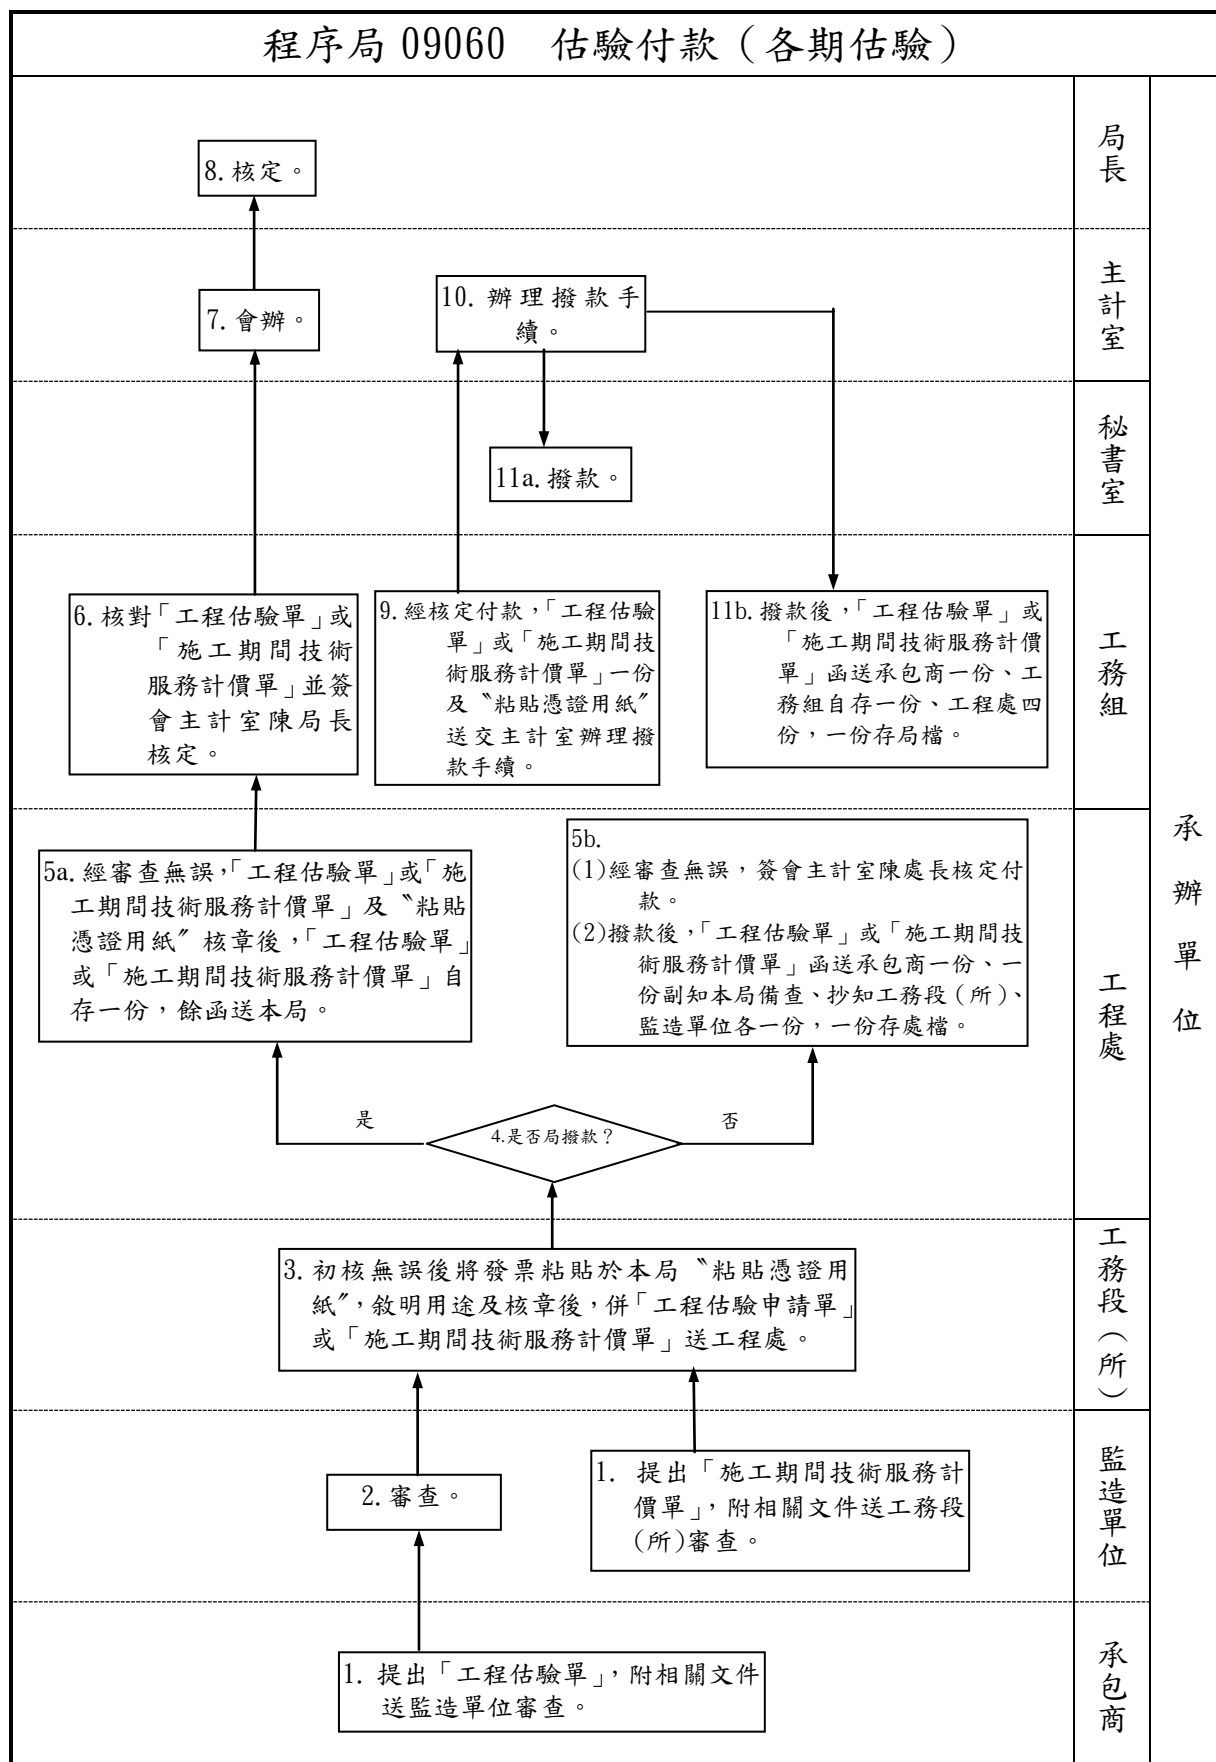 程序局 09060　估驗付款（各期估驗）
局長
8.核定。
主計室
7.會辦。
10. 辦理撥款手
續。
秘書室
11a.撥款。
工務組
6.核對「工程估驗單」或
「施工期間技術
服務計價單」並簽
會主計室陳局長
核定。
9.經核定付款，「工程估驗
單」或「施工期間技
術服務計價單」一份
及〝粘貼憑證用紙〞
送交主計室辦理撥
款手續。
11b.撥款後，「工程估驗單」或
「施工期間技術服務計價
單」函送承包商一份、工
務組自存一份、工程處四
份，一份存局檔。
承辦單位
工程處
5a.經審查無誤，「工程估驗單」或「施
工期間技術服務計價單」及〝粘貼
憑證用紙〞核章後，「工程估驗單」
或「施工期間技術服務計價單」自
存一份，餘函送本局。
5b.
(1)經審查無誤，簽會主計室陳處長核定付
款。
(2)撥款後，「工程估驗單」或「施工期間技
術服務計價單」函送承包商一份、一
份副知本局備查、抄知工務段（所）、
監造單位各一份，一份存處檔。
是
4.是否局撥款？
否
工務段（所）
3.初核無誤後將發票粘貼於本局〝粘貼憑證用
紙〞，敘明用途及核章後，併「工程估驗申請單」
或「施工期間技術服務計價單」送工程處。
監造單位
2.審查。
1. 提出「施工期間技術服務計
價單」，附相關文件送工務段
(所)審查。
承包商
1. 提出「工程估驗單」，附相關文件
送監造單位審查。